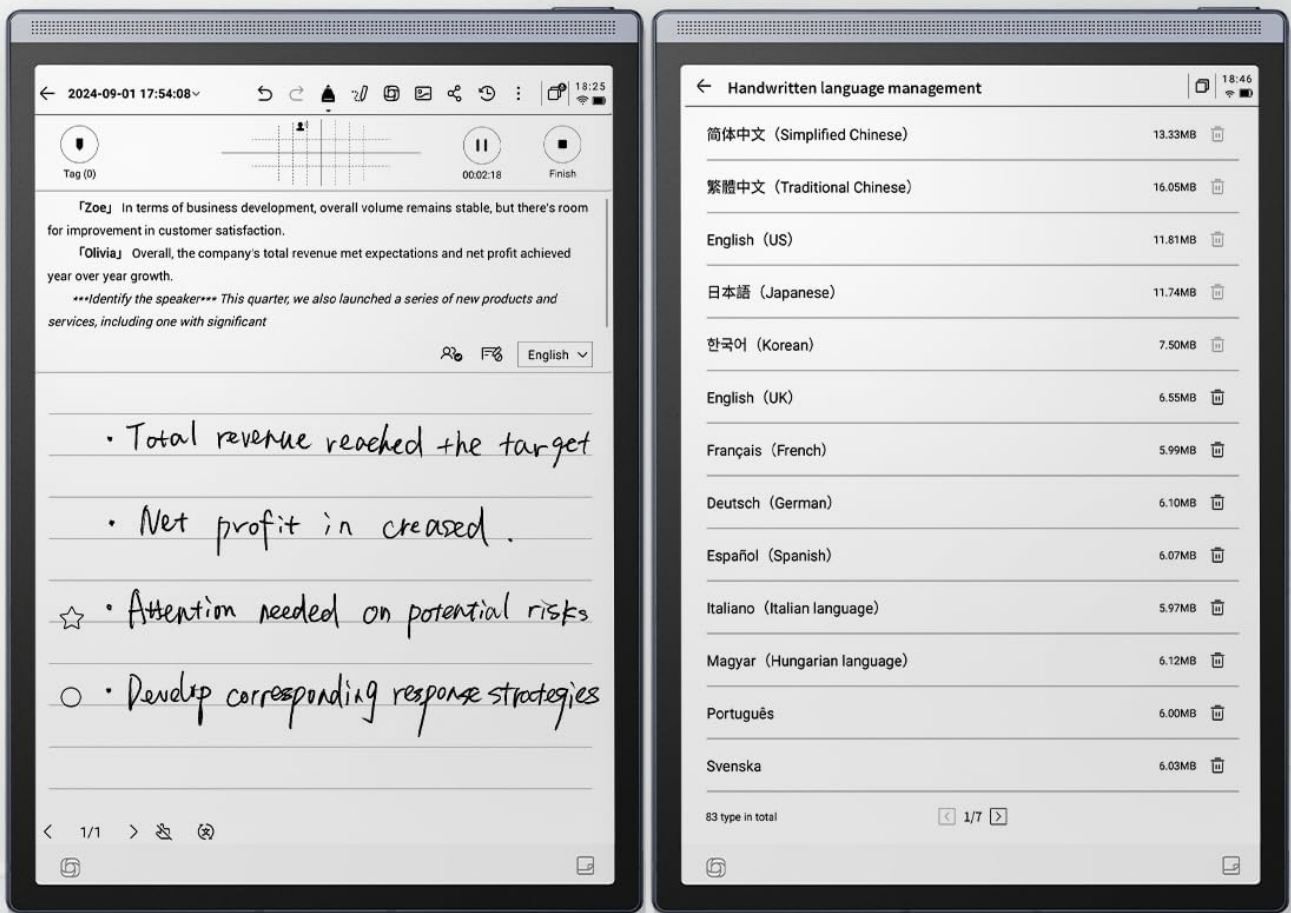 2024-09-01 17:54:08
18:25
Tag (0)
00:02:18
Finish
「Zoe」 In terms of business development, overall volume remains stable, but there's room
for improvement in customer satisfaction.
「Olivia」 Overall, the company's total revenue met expectations and net profit achieved
year over year growth.
***Identify the speaker*** This quarter, we also launched a series of new products and
services, including one with significant
English
· Total revenue reached the target
· Net profit in creased.
· Attention needed on potential risks
· Develop corresponding response strategies
1/1
Handwritten language management
18:46
简体中文（Simplified Chinese） 13.33MB
繁體中文（Traditional Chinese） 16.05MB
English（US） 11.81MB
日本語（Japanese） 11.74MB
한국어（Korean） 7.50MB
English（UK） 6.55MB
Français（French） 5.99MB
Deutsch（German） 6.10MB
Español（Spanish） 6.07MB
Italiano（Italian language） 5.97MB
Magyar（Hungarian language） 6.12MB
Português 6.00MB
Svenska 6.03MB
83 type in total
1/7